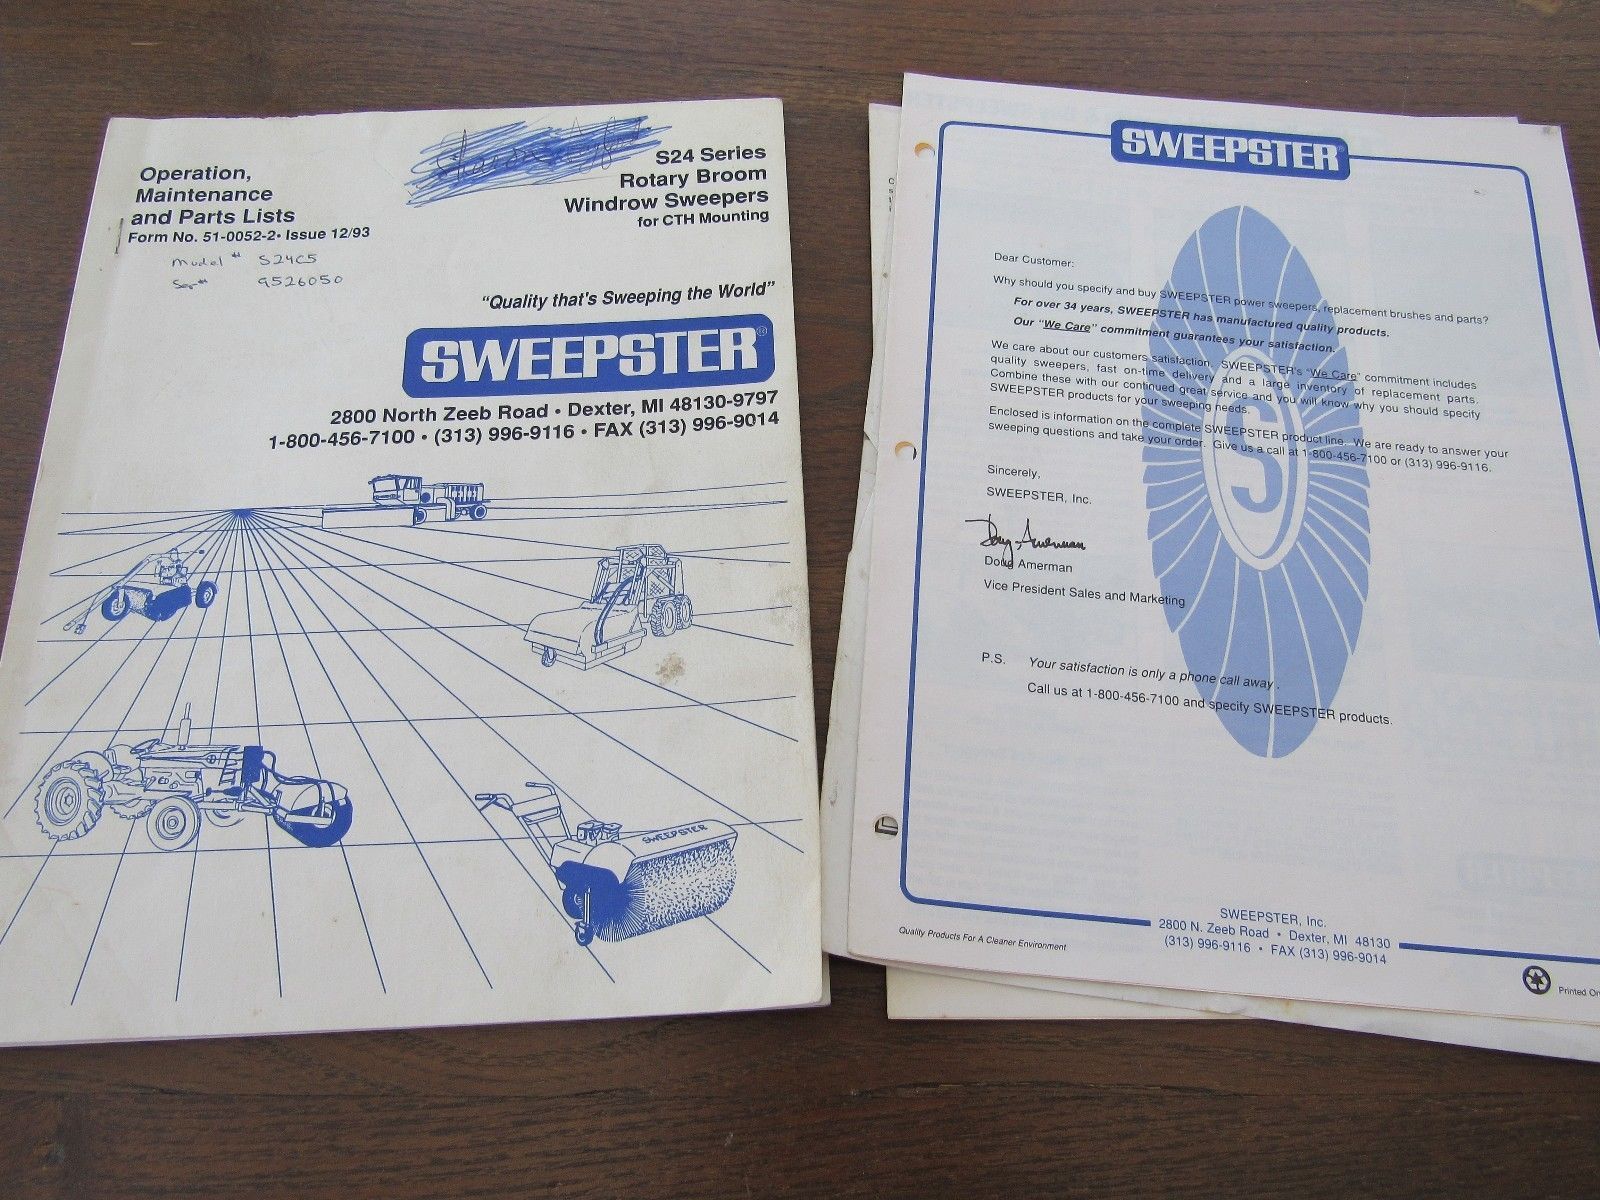 Operation,
Maintenance
and Parts Lists
Form No. 51-0052-2• Issue 12/93
Model # S24C5
Ser# 9526050
S24 Series
Rotary Broom
Windrow Sweepers
for CTH Mounting
"Quality that's Sweeping the World"
SWEEPSTER®
2800 North Zeeb Road • Dexter, MI 48130-9797
1-800-456-7100 • (313) 996-9116 • FAX (313) 996-9014
SWEEPSTER
SWEEPSTER®
Dear Customer:
Why should you specify and buy SWEEPSTER power sweepers, replacement brushes and parts?
For over 34 years, SWEEPSTER has manufactured quality products.
Our "We Care" commitment guarantees your satisfaction.
We care about our customers satisfaction. SWEEPSTER's "We Care" commitment includes
quality sweepers, fast on-time delivery and a large inventory of replacement parts.
Combine these with our continued great service and you will know why you should specify
SWEEPSTER products for your sweeping needs.
Enclosed is information on the complete SWEEPSTER product line. We are ready to answer your
sweeping questions and take your order. Give us a call at 1-800-456-7100 or (313) 996-9116.
S
Sincerely,
SWEEPSTER, Inc.
Doug Amerman
Doug Amerman
Vice President Sales and Marketing
P.S. Your satisfaction is only a phone call away.
Call us at 1-800-456-7100 and specify SWEEPSTER products.
Quality Products For A Cleaner Environment
SWEEPSTER, Inc.
2800 N. Zeeb Road • Dexter, MI 48130
(313) 996-9116 • FAX (313) 996-9014
Printed On